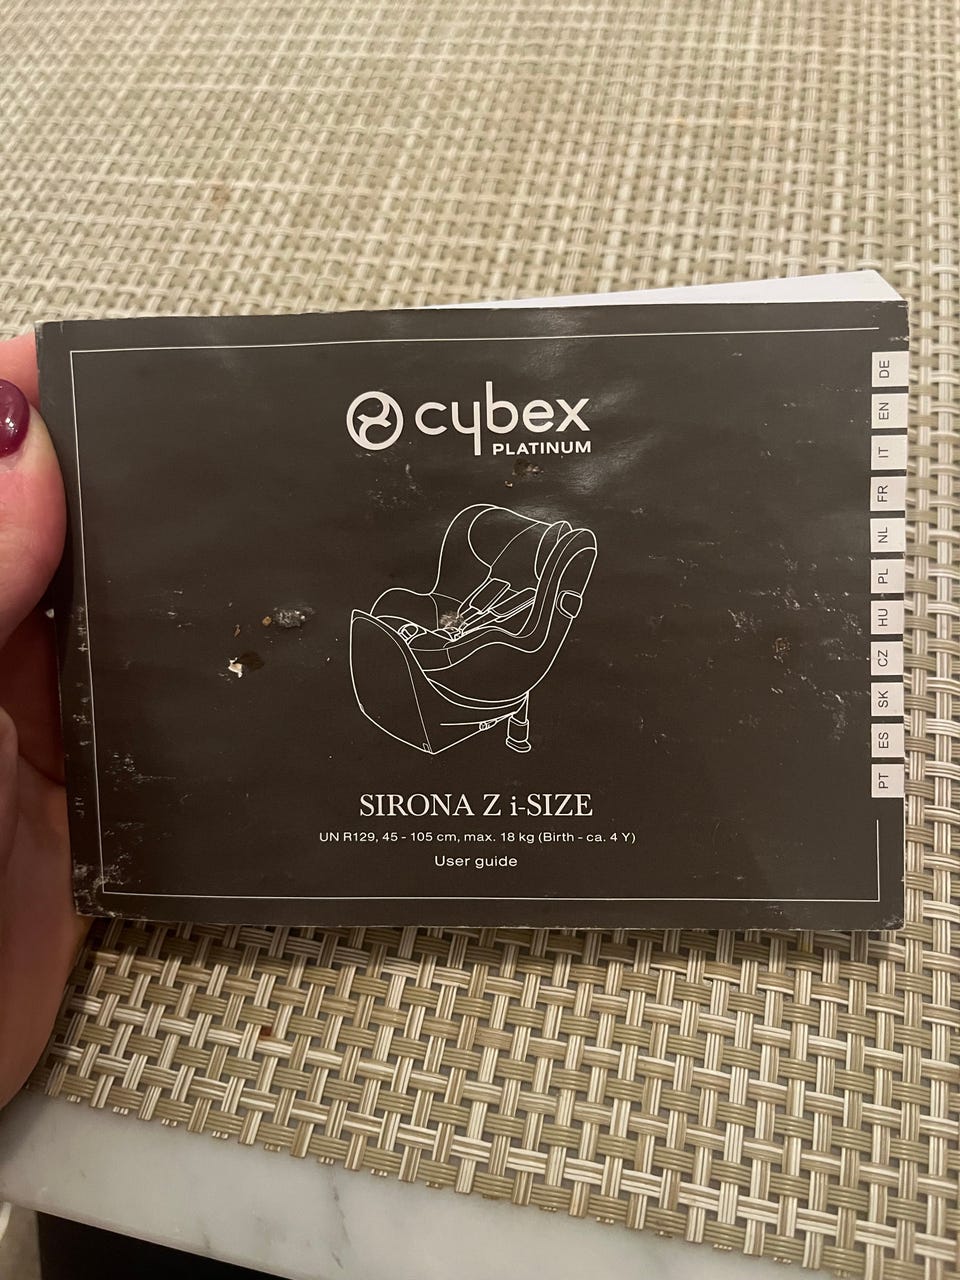 cybex
PLATINUM
SIRONA Z i-SIZE
UN R129, 45 - 105 cm, max. 18 kg (Birth - ca. 4 Y)
User guide
DE
EN
IT
FR
NL
PL
HU
CZ
SK
ES
PT